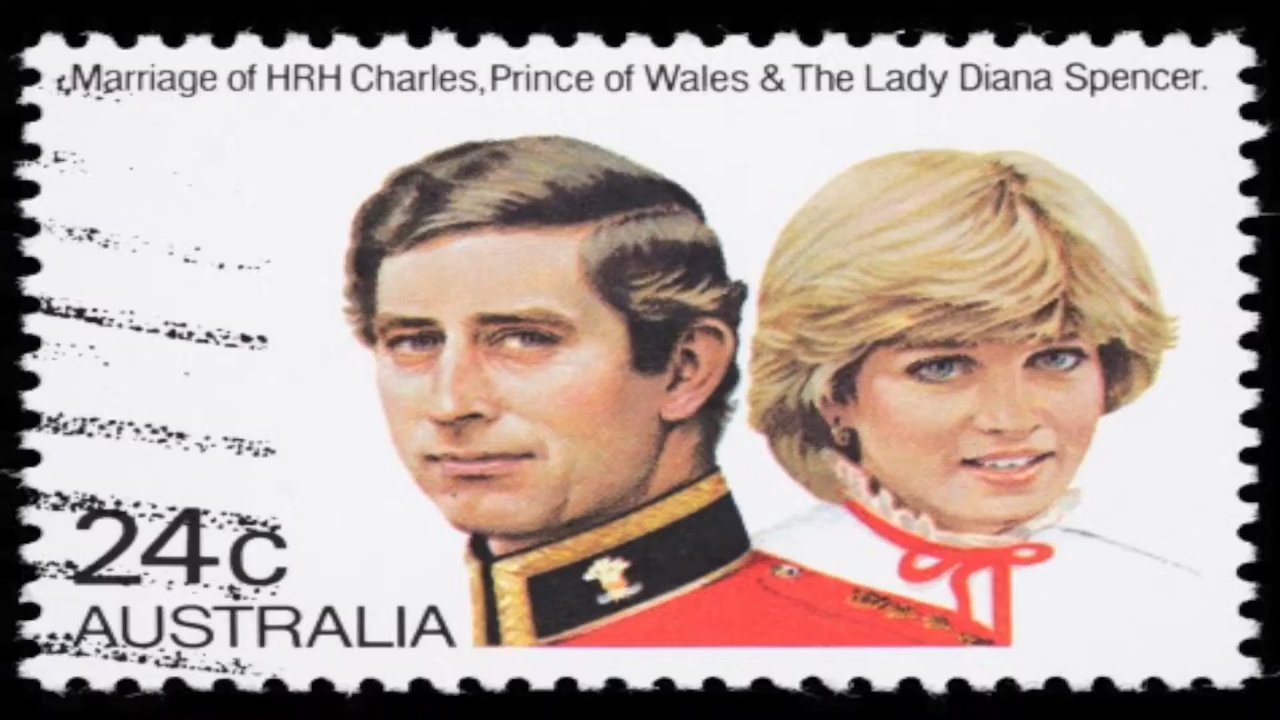 Marriage of HRH Charles, Prince of Wales & The Lady Diana Spencer.
24c
AUSTRALIA